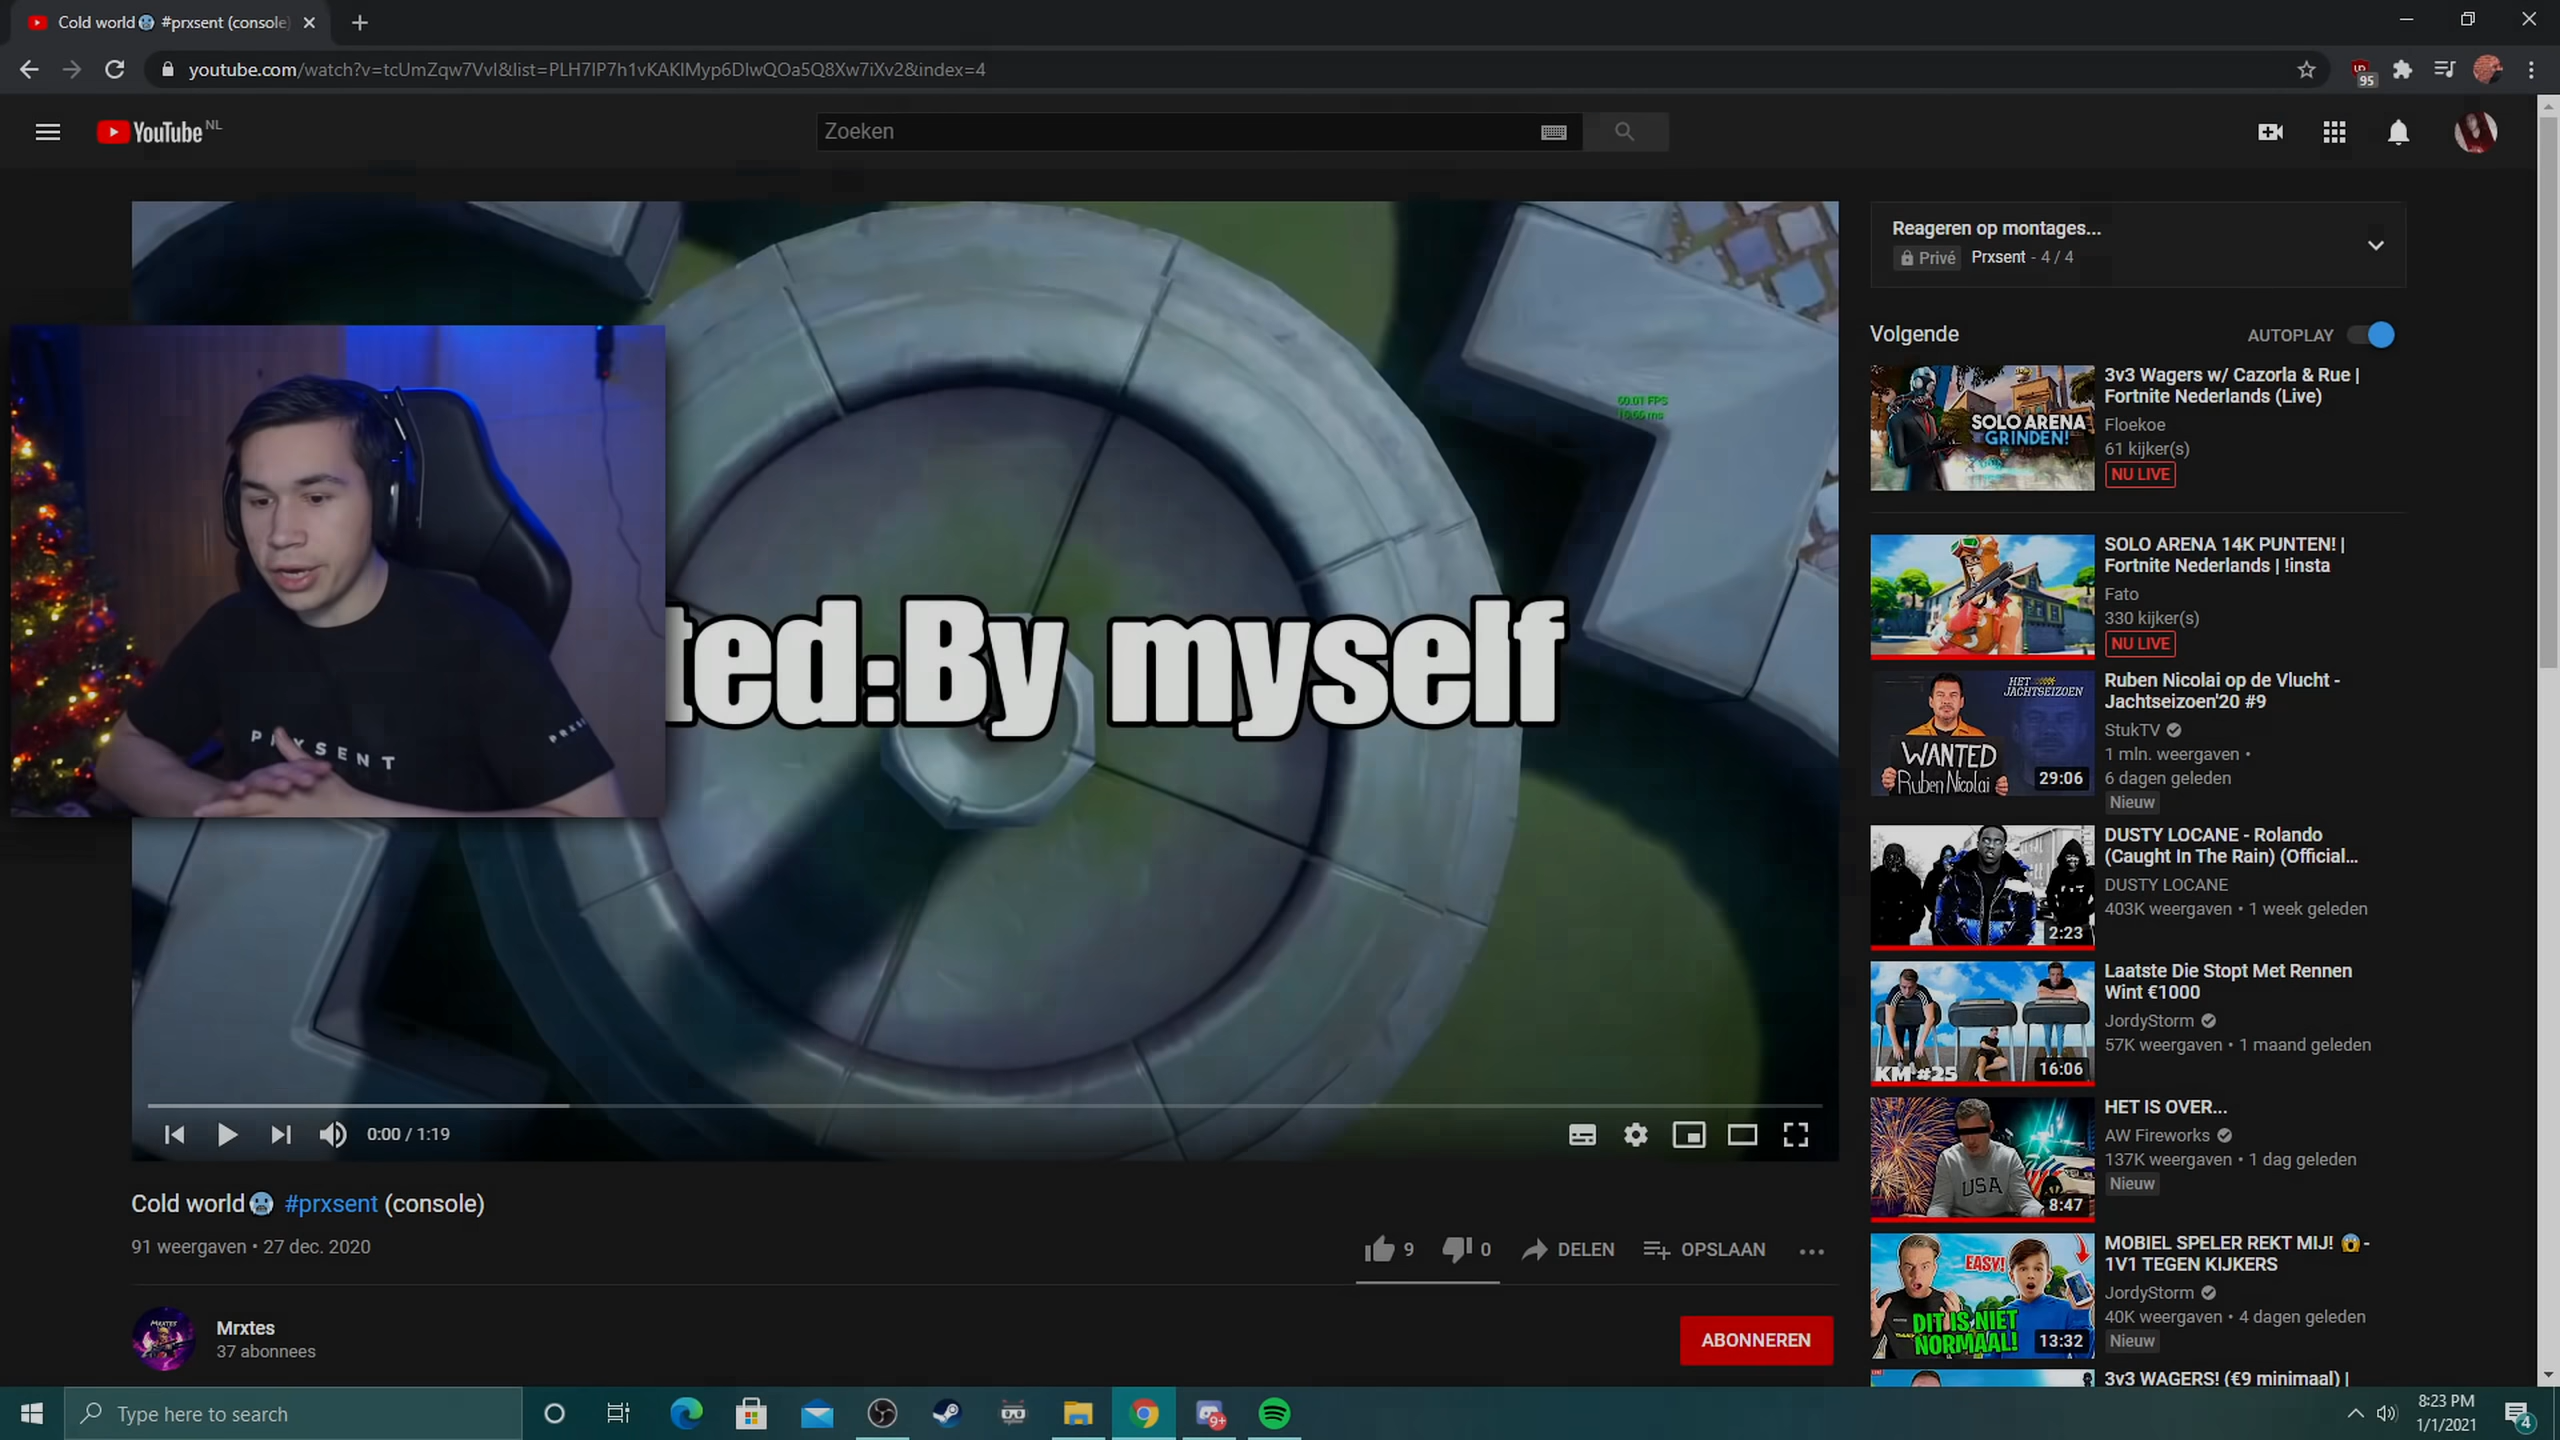 Cold world🥶 #prxsent (console)
youtube.com/watch?v=tcUmZqw7VvI&list=PLH7lP7h1vKAKlMyp6DlwQOa5Q8Xw7iXv2&index=4
95
YouTube NL
Zoeken
60.01 FPS
ted:By myself
PRXSENT
0:00 / 1:19
Cold world🥶 #prxsent (console)
91 weergaven • 27 dec. 2020
9
0
DELEN
OPSLAAN
Mrxtes
37 abonnees
ABONNEREN
Reageren op montages...
Privé Prxsent - 4 / 4
Volgende
AUTOPLAY
SOLO ARENA
GRINDEN!
3v3 Wagers w/ Cazorla & Rue |
Fortnite Nederlands (Live)
Floekoe
61 kijker(s)
NU LIVE
SOLO ARENA 14K PUNTEN! |
Fortnite Nederlands | !insta
Fato
330 kijker(s)
NU LIVE
HET
JACHTSEIZOEN
WANTED
Ruben Nicolai
29:06
Ruben Nicolai op de Vlucht -
Jachtseizoen'20 #9
StukTV
1 mln. weergaven •
6 dagen geleden
Nieuw
2:23
DUSTY LOCANE - Rolando
(Caught In The Rain) (Official...
DUSTY LOCANE
403K weergaven • 1 week geleden
KM #25
16:06
Laatste Die Stopt Met Rennen
Wint €1000
JordyStorm
57K weergaven • 1 maand geleden
USA
8:47
HET IS OVER...
AW Fireworks
137K weergaven • 1 dag geleden
Nieuw
EASY!
DIT IS NIET
NORMAAL!
13:32
MOBIEL SPELER REKT MIJ! 😱 -
1V1 TEGEN KIJKERS
JordyStorm
40K weergaven • 4 dagen geleden
Nieuw
3v3 WAGERS! (€9 minimaal) |
Type here to search
9+
8:23 PM
1/1/2021
4